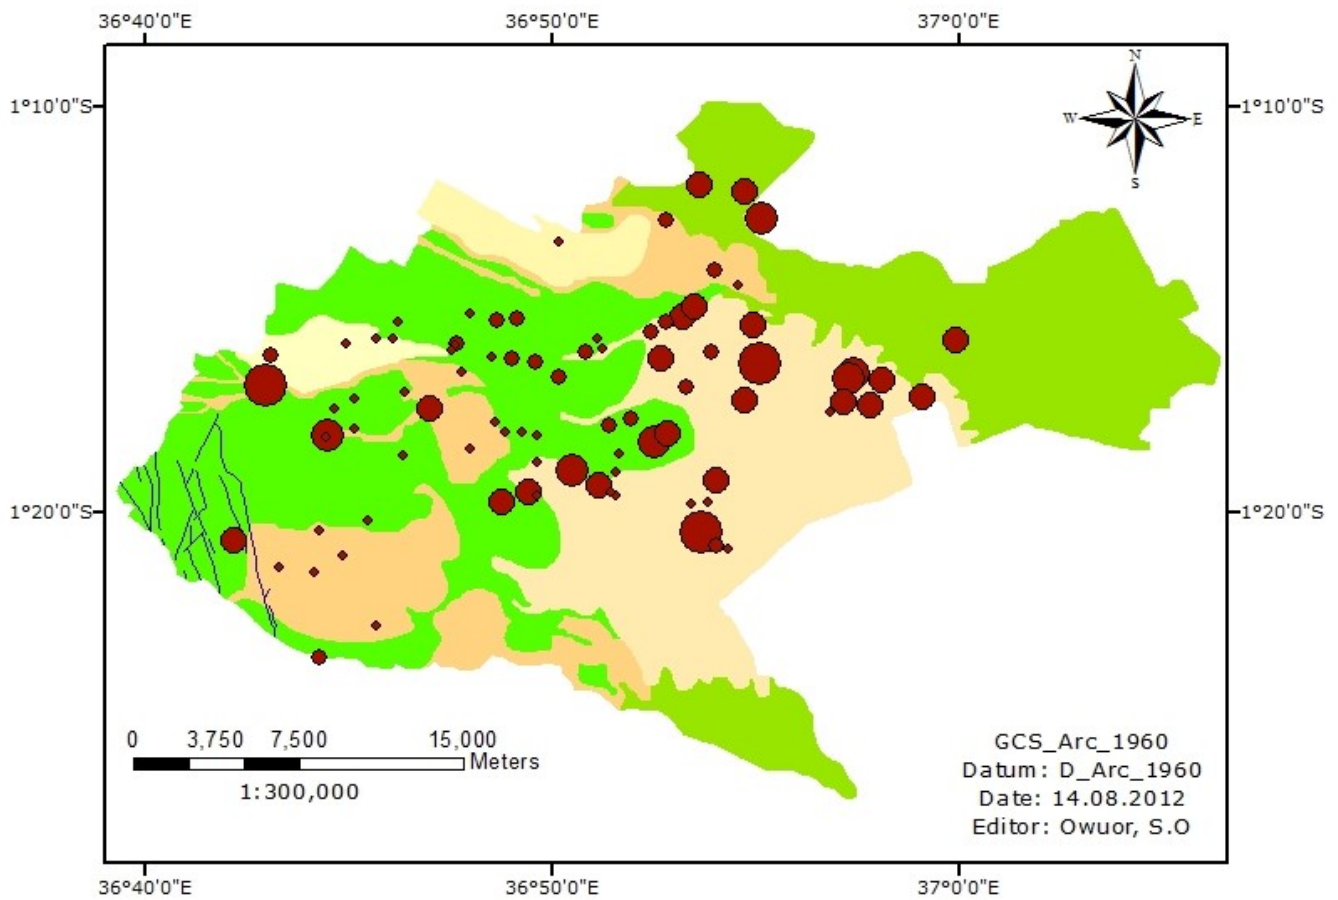 36°40'0"E 36°50'0"E 37°0'0"E
N
1°10'0"S 1°10'0"S
W E
S
1°20'0"S 1°20'0"S
0 3,750 7,500 15,000
Meters
1:300,000
GCS_Arc_1960
Datum: D_Arc_1960
Date: 14.08.2012
Editor: Owuor, S.O
36°40'0"E 36°50'0"E 37°0'0"E